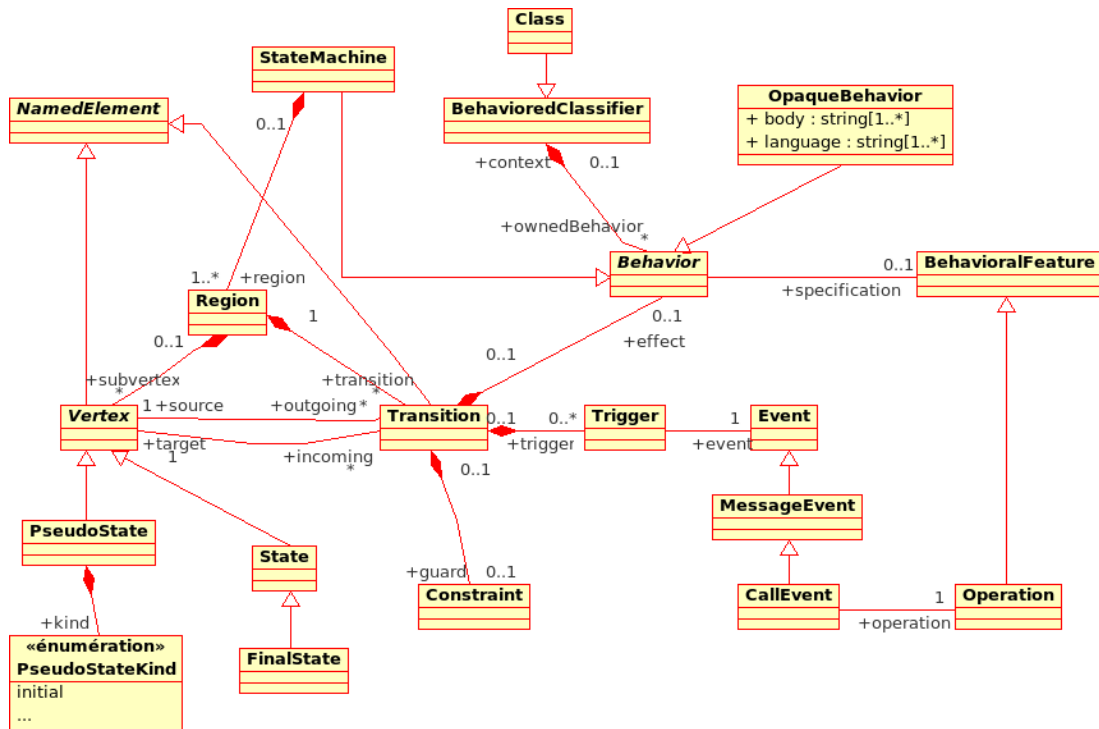 Class
StateMachine
NamedElement
BehavioredClassifier
OpaqueBehavior
+ body : string[1..*]
+ language : string[1..*]
0..1
+context
0..1
+ownedBehavior
*
Behavior
0..1
BehavioralFeature
+specification
1..*
+region
Region
1
0..1
0..1
+effect
0..1
+subvertex
*
+transition
*
Vertex
1
+source
+outgoing
*
Transition
0..1
0..*
Trigger
1
Event
+target
1
+incoming
*
+trigger
+event
0..1
MessageEvent
PseudoState
State
+guard
0..1
Constraint
CallEvent
1
Operation
+operation
+kind
«énumération»
PseudoStateKind
initial
...
FinalState